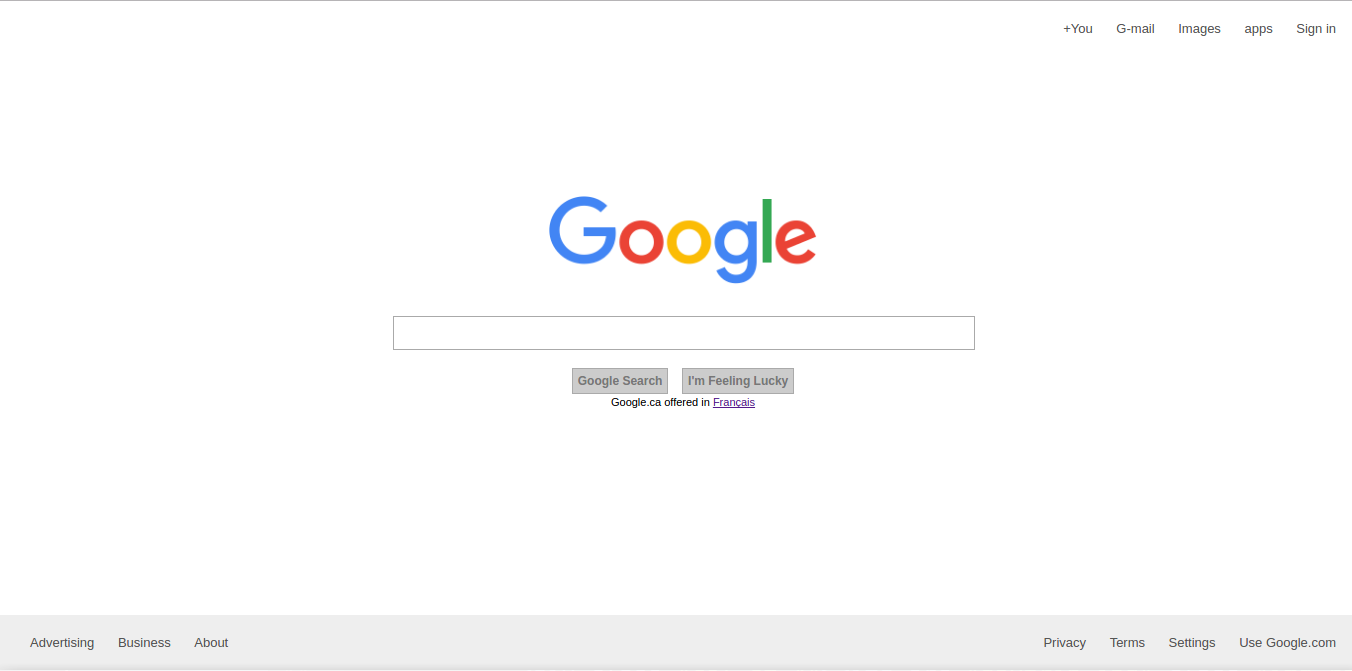 +You G-mail Images apps Sign in
Google
Google Search I'm Feeling Lucky
Google.ca offered in Français
Advertising Business About Privacy Terms Settings Use Google.com